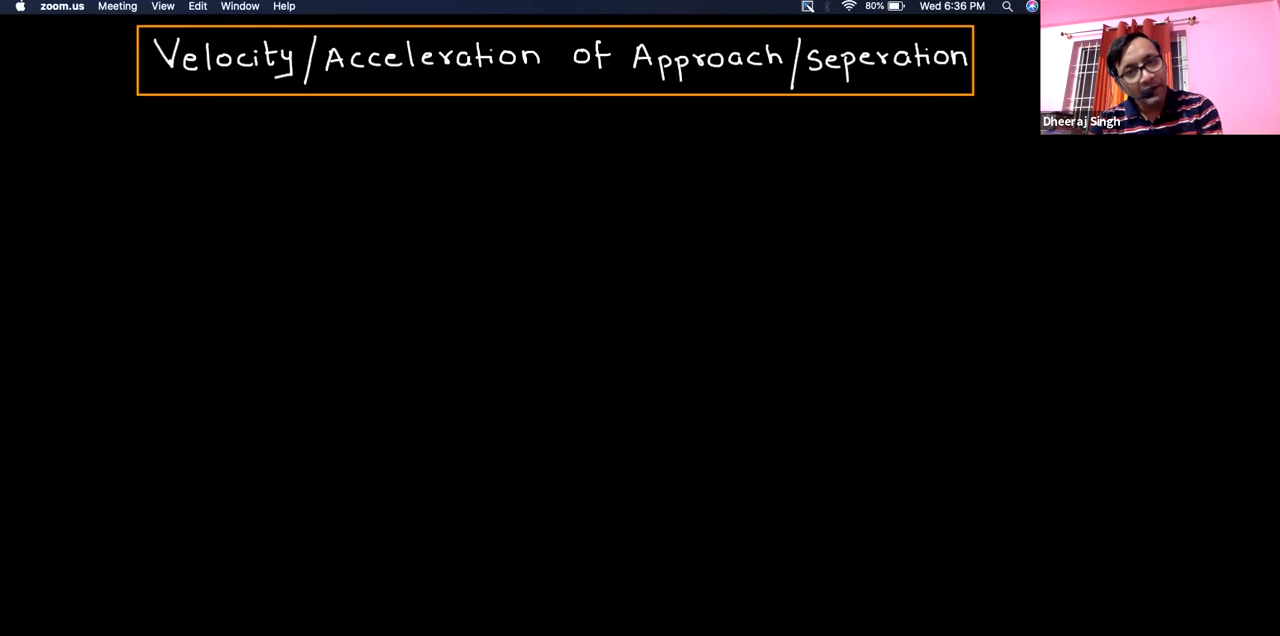 zoom.us Meeting View Edit Window Help 80% Wed 6:36 PM
Velocity/Acceleration of Approach/seperation
Dheeraj Singh